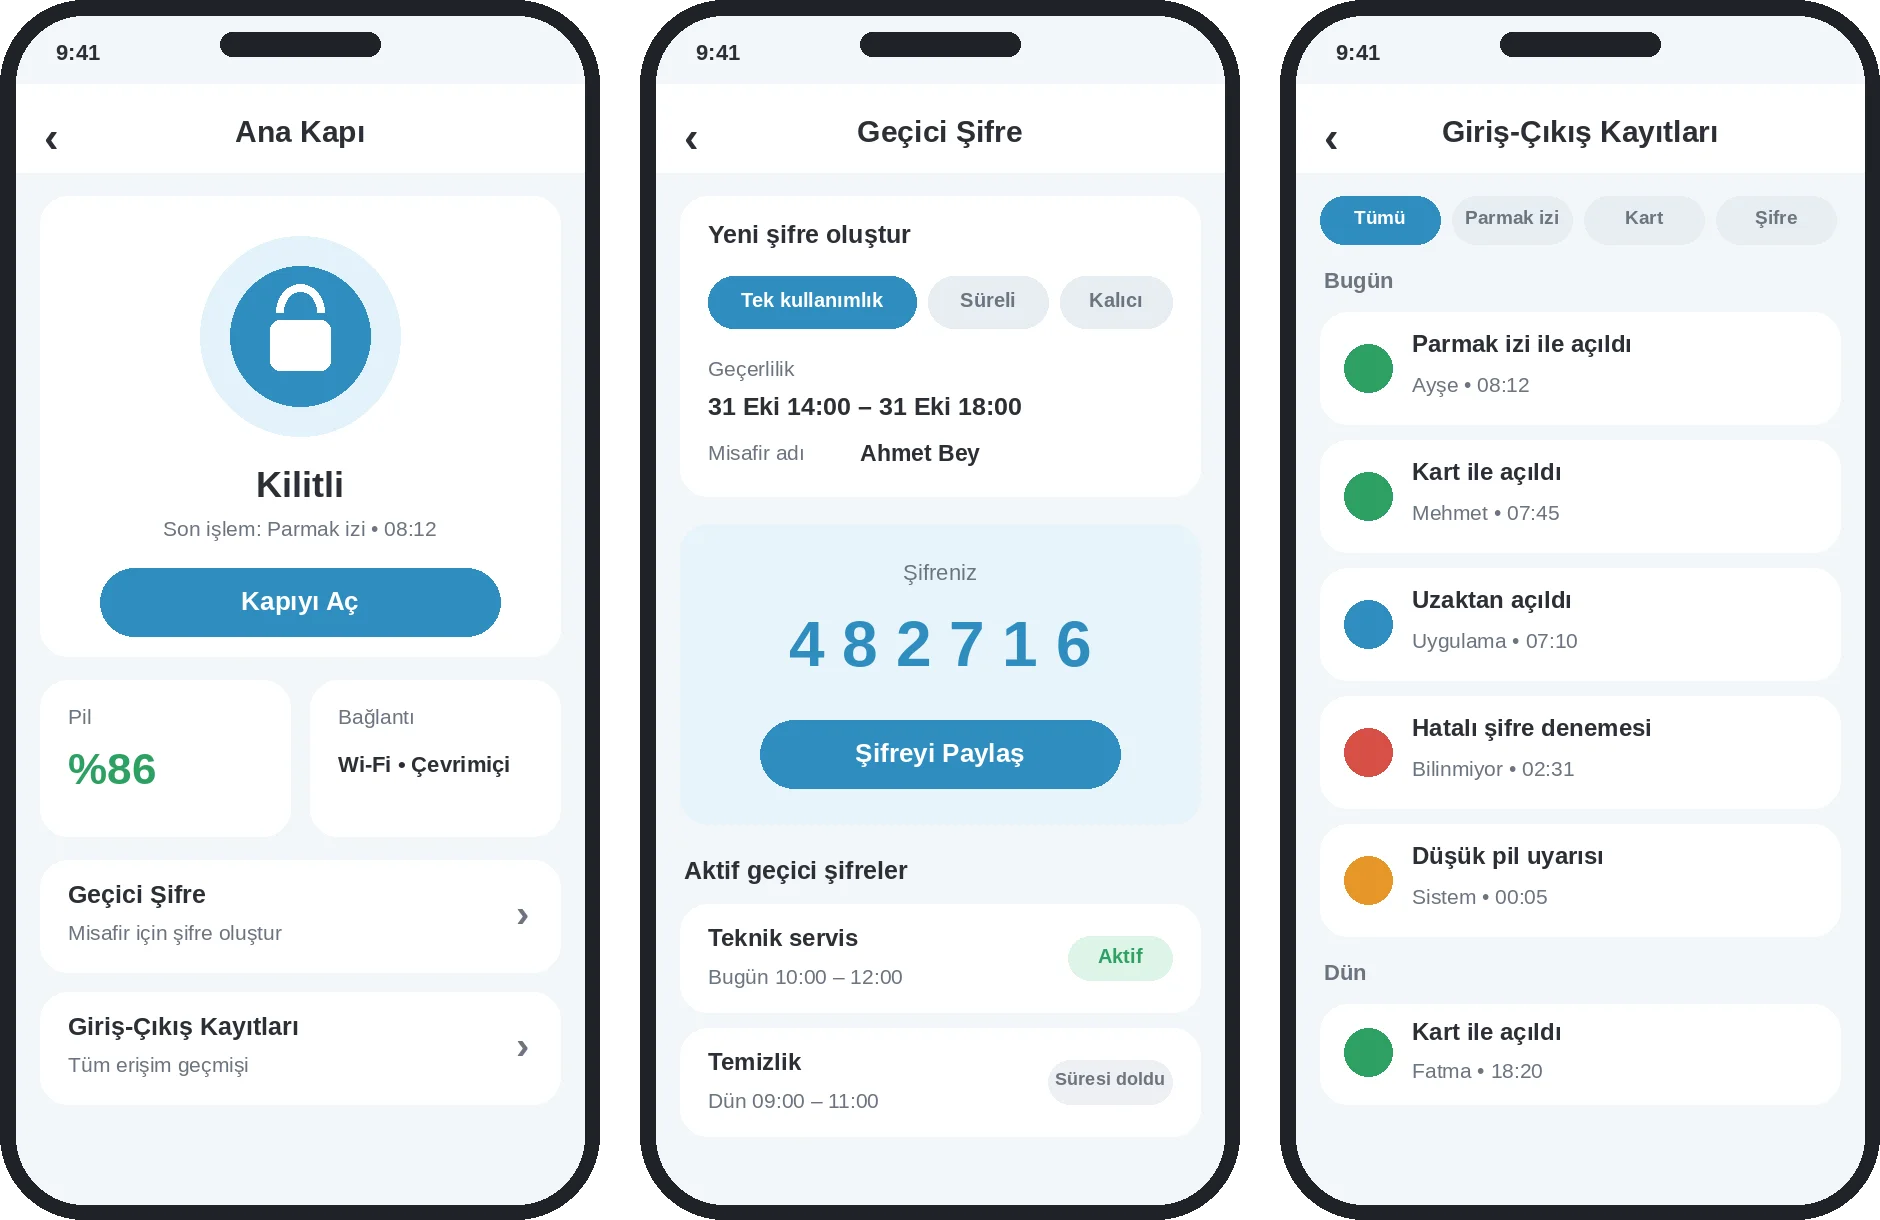 9:41
‹ Ana Kapı
Kilitli
Son işlem: Parmak izi • 08:12
Kapıyı Aç
Pil
%86
Bağlantı
Wi-Fi • Çevrimiçi
Geçici Şifre
Misafir için şifre oluştur
›
Giriş-Çıkış Kayıtları
Tüm erişim geçmişi
›
9:41
‹ Geçici Şifre
Yeni şifre oluştur
Tek kullanımlık Süreli Kalıcı
Geçerlilik
31 Eki 14:00 – 31 Eki 18:00
Misafir adı Ahmet Bey
Şifreniz
4 8 2 7 1 6
Şifreyi Paylaş
Aktif geçici şifreler
Teknik servis
Bugün 10:00 – 12:00
Aktif
Temizlik
Dün 09:00 – 11:00
Süresi doldu
9:41
‹ Giriş-Çıkış Kayıtları
Tümü Parmak izi Kart Şifre
Bugün
Parmak izi ile açıldı
Ayşe • 08:12
Kart ile açıldı
Mehmet • 07:45
Uzaktan açıldı
Uygulama • 07:10
Hatalı şifre denemesi
Bilinmiyor • 02:31
Düşük pil uyarısı
Sistem • 00:05
Dün
Kart ile açıldı
Fatma • 18:20